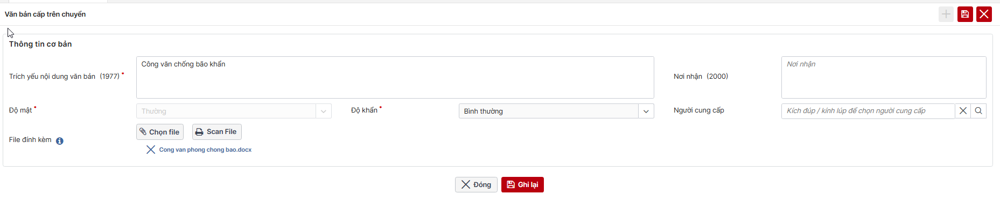 Văn bản cấp trên chuyển
Thông tin cơ bản
Trích yếu nội dung văn bản (1977) *
Công văn chống bão khẩn
Nơi nhận (2000)
Nơi nhận
Độ mật *
Thường
Độ khẩn *
Bình thường
Người cung cấp
Kích đúp / kính lúp để chọn người cung cấp
File đính kèm
Chọn file
Scan File
Cong van phong chong bao.docx
Đóng
Ghi lại